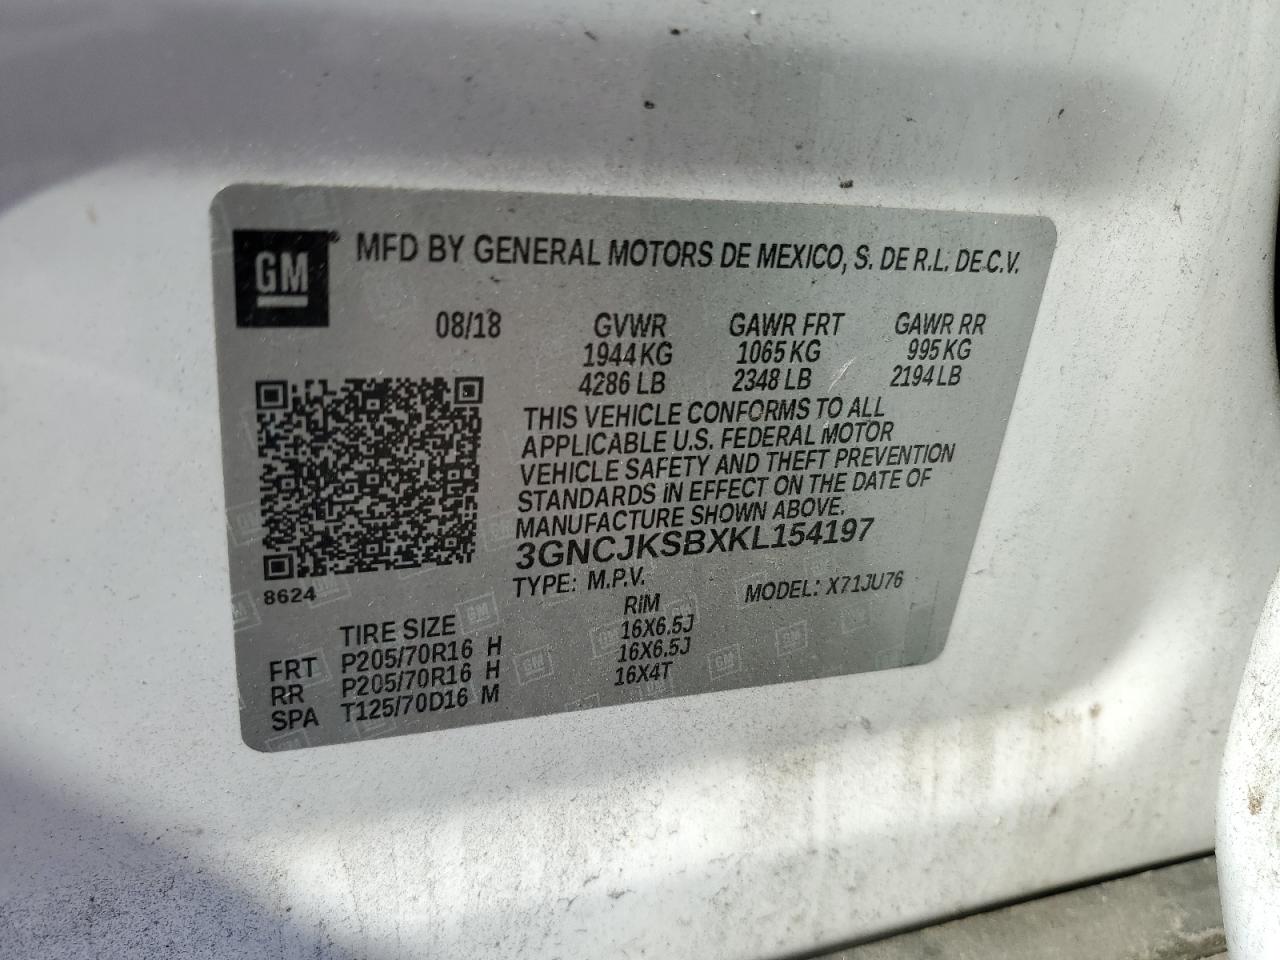 GM
MFD BY GENERAL MOTORS DE MEXICO, S. DE R.L. DE C.V.
08/18 GVWR GAWR FRT GAWR RR
1944 KG 1065 KG 995 KG
4286 LB 2348 LB 2194 LB
THIS VEHICLE CONFORMS TO ALL
APPLICABLE U.S. FEDERAL MOTOR
VEHICLE SAFETY AND THEFT PREVENTION
STANDARDS IN EFFECT ON THE DATE OF
MANUFACTURE SHOWN ABOVE.
3GNCJKSBXKL154197
8624
TYPE: M.P.V. MODEL: X71JU76
TIRE SIZE RIM
FRT P205/70R16 H 16X6.5J
RR P205/70R16 H 16X6.5J
SPA T125/70D16 M 16X4T